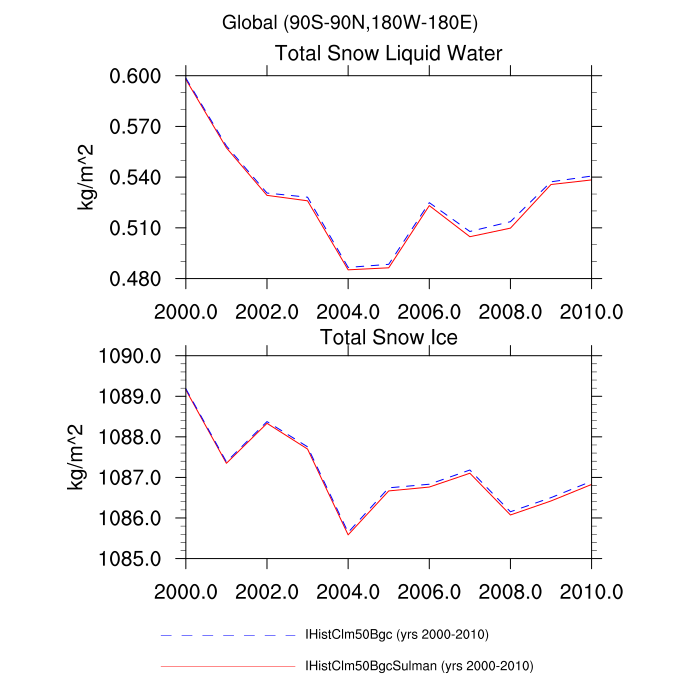 Global (90S-90N,180W-180E)
Total Snow Liquid Water
0.600
0.570
0.540
0.510
0.480
kg/m^2
2000.0 2002.0 2004.0 2006.0 2008.0 2010.0
Total Snow Ice
1090.0
1089.0
1088.0
1087.0
1086.0
1085.0
kg/m^2
2000.0 2002.0 2004.0 2006.0 2008.0 2010.0
IHistClm50Bgc (yrs 2000-2010)
IHistClm50BgcSulman (yrs 2000-2010)